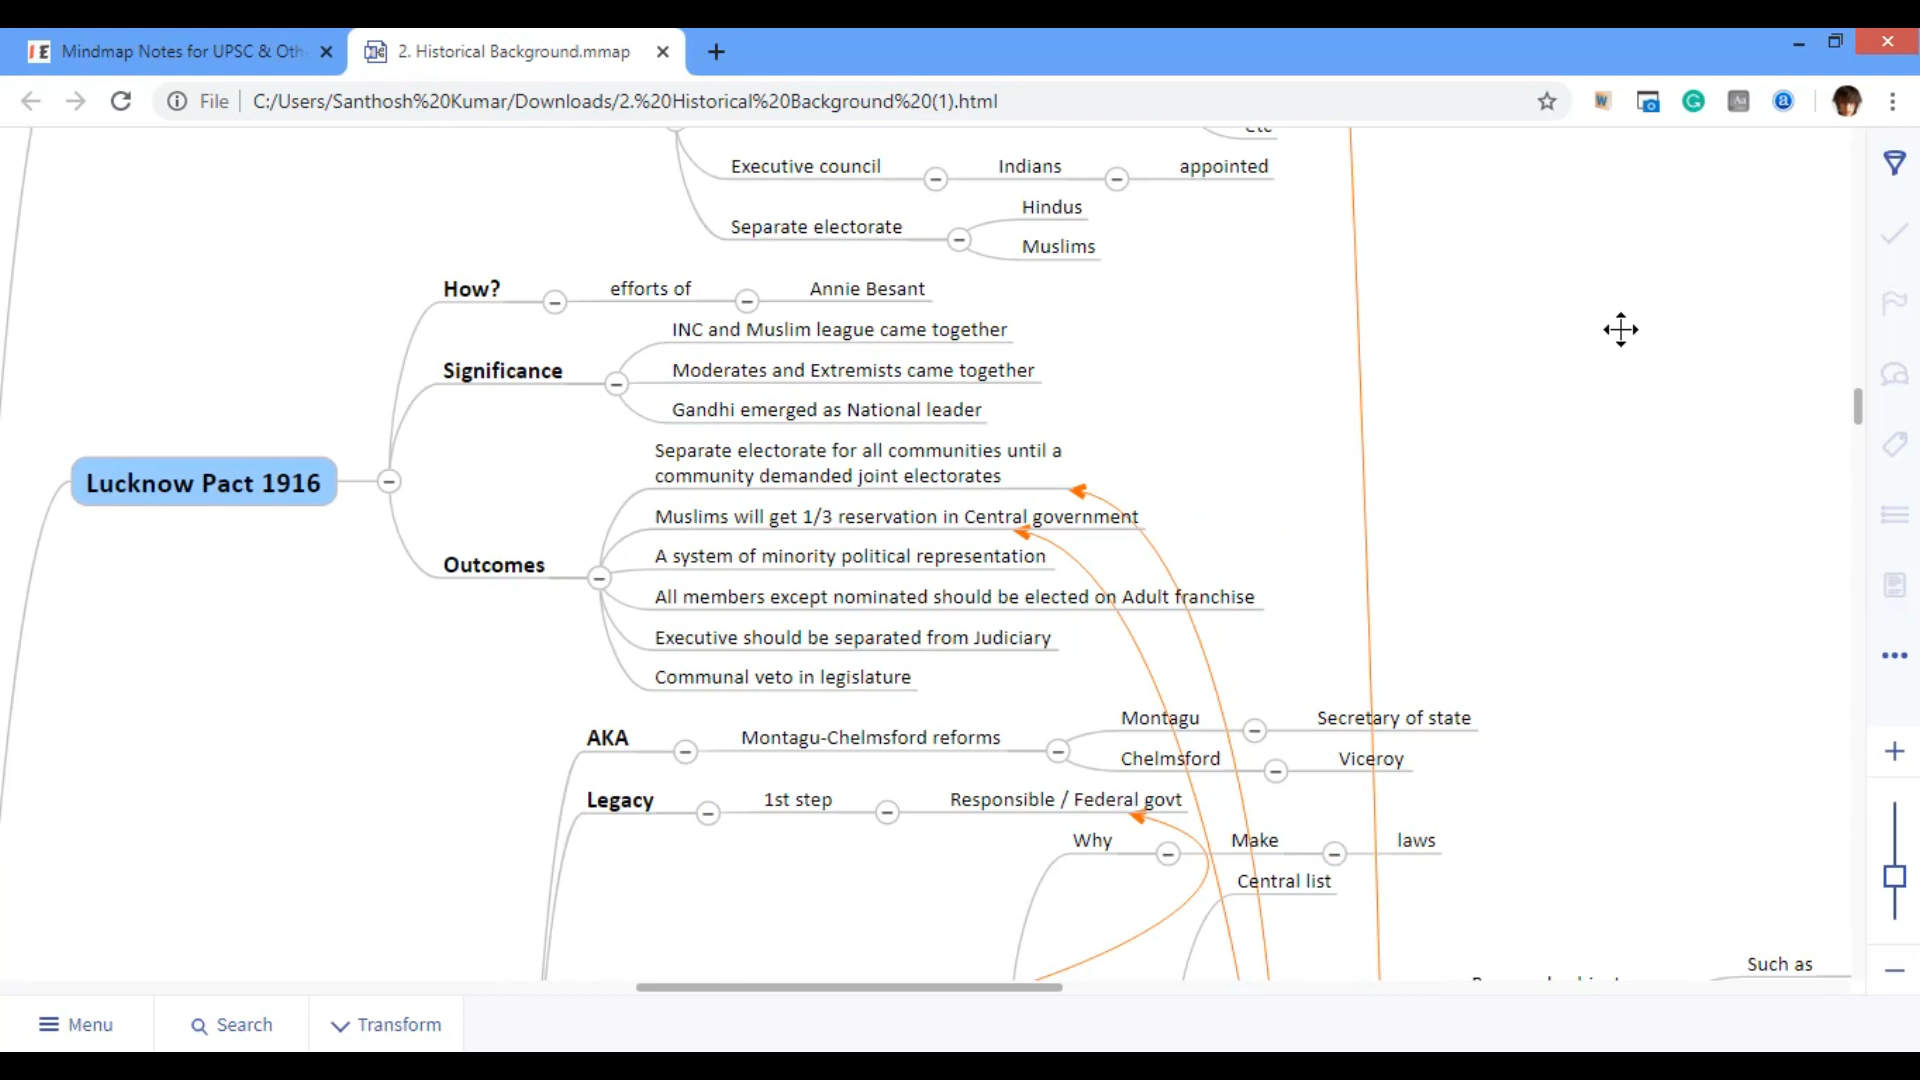 Mindmap Notes for UPSC & Oth
2. Historical Background.mmap
File
C:/Users/Santhosh%20Kumar/Downloads/2.%20Historical%20Background%20(1).html
Etc
Executive council
Indians
appointed
Separate electorate
Hindus
Muslims
How?
efforts of
Annie Besant
Significance
INC and Muslim league came together
Moderates and Extremists came together
Gandhi emerged as National leader
Lucknow Pact 1916
Outcomes
Separate electorate for all communities until a
community demanded joint electorates
Muslims will get 1/3 reservation in Central government
A system of minority political representation
All members except nominated should be elected on Adult franchise
Executive should be separated from Judiciary
Communal veto in legislature
AKA
Montagu-Chelmsford reforms
Montagu
Secretary of state
Chelmsford
Viceroy
Legacy
1st step
Responsible / Federal govt
Why
Make
laws
Central list
Such as
Menu
Search
Transform